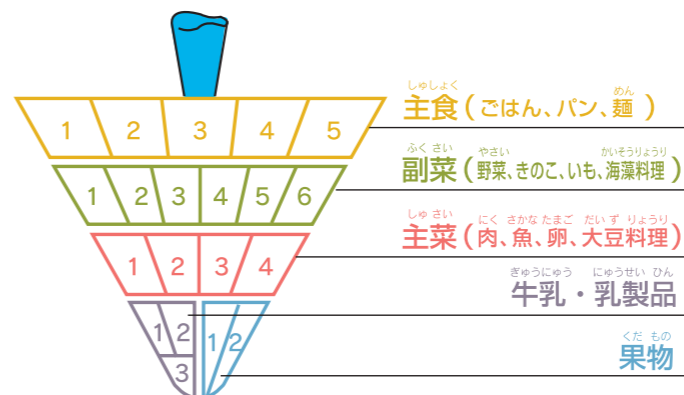 しゅしょく めん
主食（ごはん、パン、麺）
1 2 3 4 5
ふくさい やさい かいそうりょうり
副菜（野菜、きのこ、いも、海藻料理）
1 2 3 4 5 6
しゅさい にく さかな たまご だいずりょうり
主菜（肉、魚、卵、大豆料理）
1 2 3 4
ぎゅうにゅう にゅうせいひん
牛乳・乳製品
1 2
3
くだもの
果物
1 2